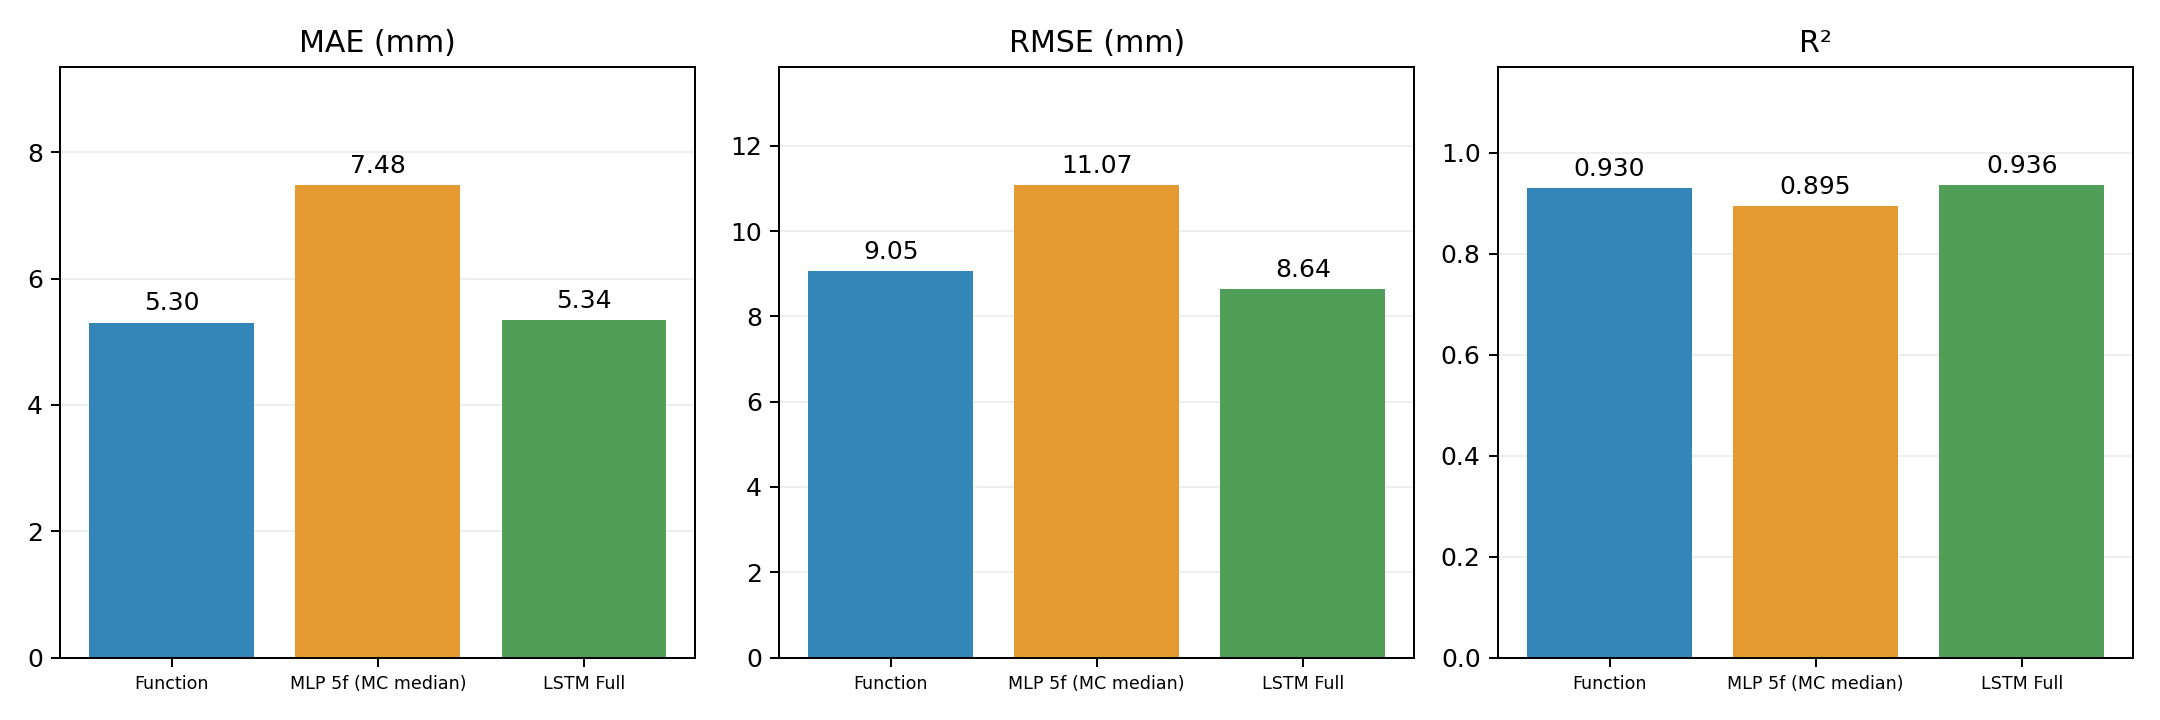 MAE (mm)
8
6
4
2
0
5.30
7.48
5.34
Function
MLP 5f (MC median)
LSTM Full
RMSE (mm)
12
10
8
6
4
2
0
9.05
11.07
8.64
Function
MLP 5f (MC median)
LSTM Full
R²
1.0
0.8
0.6
0.4
0.2
0.0
0.930
0.895
0.936
Function
MLP 5f (MC median)
LSTM Full